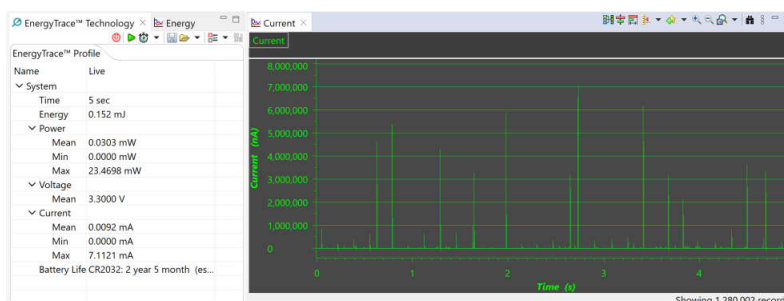 EnergyTrace™ Technology
Energy
EnergyTrace™ Profile
Name Live
System
Time 5 sec
Energy 0.152 mJ
Power
Mean 0.0303 mW
Min 0.0000 mW
Max 23.4698 mW
Voltage
Mean 3.3000 V
Current
Mean 0.0092 mA
Min 0.0000 mA
Max 7.1121 mA
Battery Life CR2032: 2 year 5 month (es...
Current
Current
8,000,000
7,000,000
6,000,000
5,000,000
4,000,000
3,000,000
2,000,000
1,000,000
0
Current (nA)
0 1 2 3 4
Time (s)
Showing 1,280,002 record